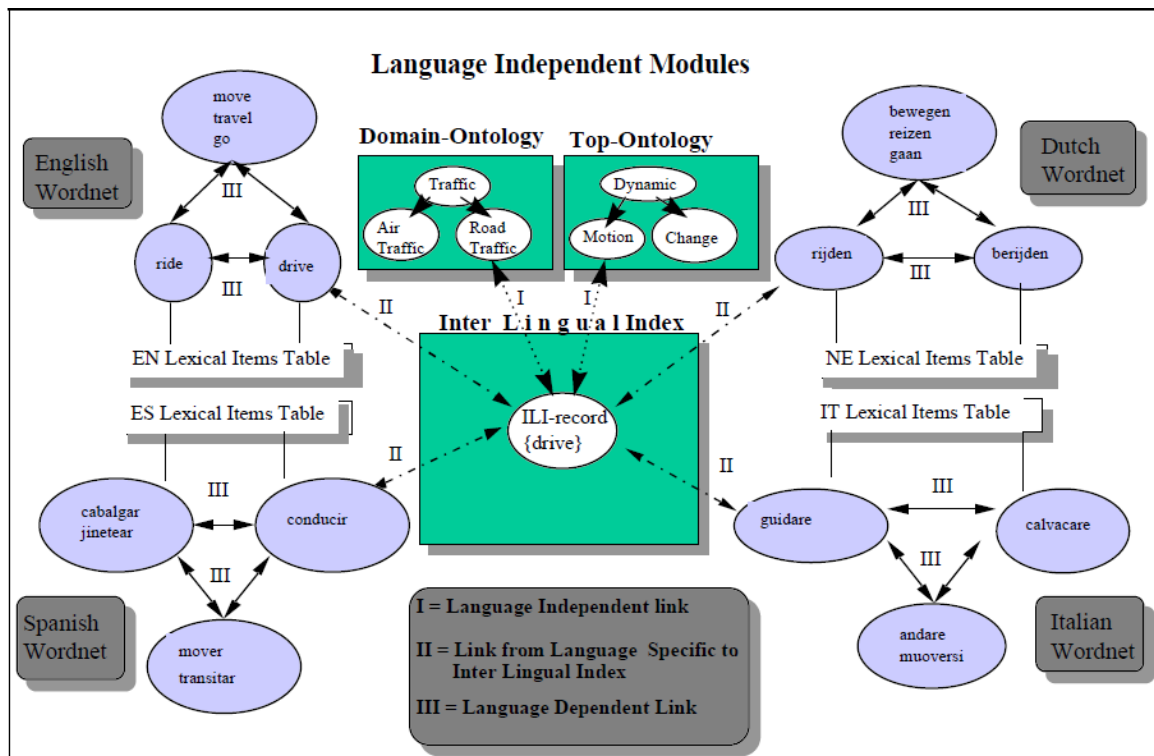 Language Independent Modules
move
travel
go
English
Wordnet
III
ride
III
drive
EN Lexical Items Table
Domain-Ontology
Traffic
Air
Traffic
Road
Traffic
Top-Ontology
Dynamic
Motion
Change
I
I
bewegen
reizen
gaan
Dutch
Wordnet
III
rijden
III
berijden
NE Lexical Items Table
II
II
Inter Lingual Index
ILI-record
{drive}
II
II
ES Lexical Items Table
cabalgar
jinetear
III
conducir
III
mover
transitar
Spanish
Wordnet
IT Lexical Items Table
guidare
III
calvacare
III
andare
muoversi
Italian
Wordnet
I = Language Independent link
II = Link from Language Specific to
Inter Lingual Index
III = Language Dependent Link